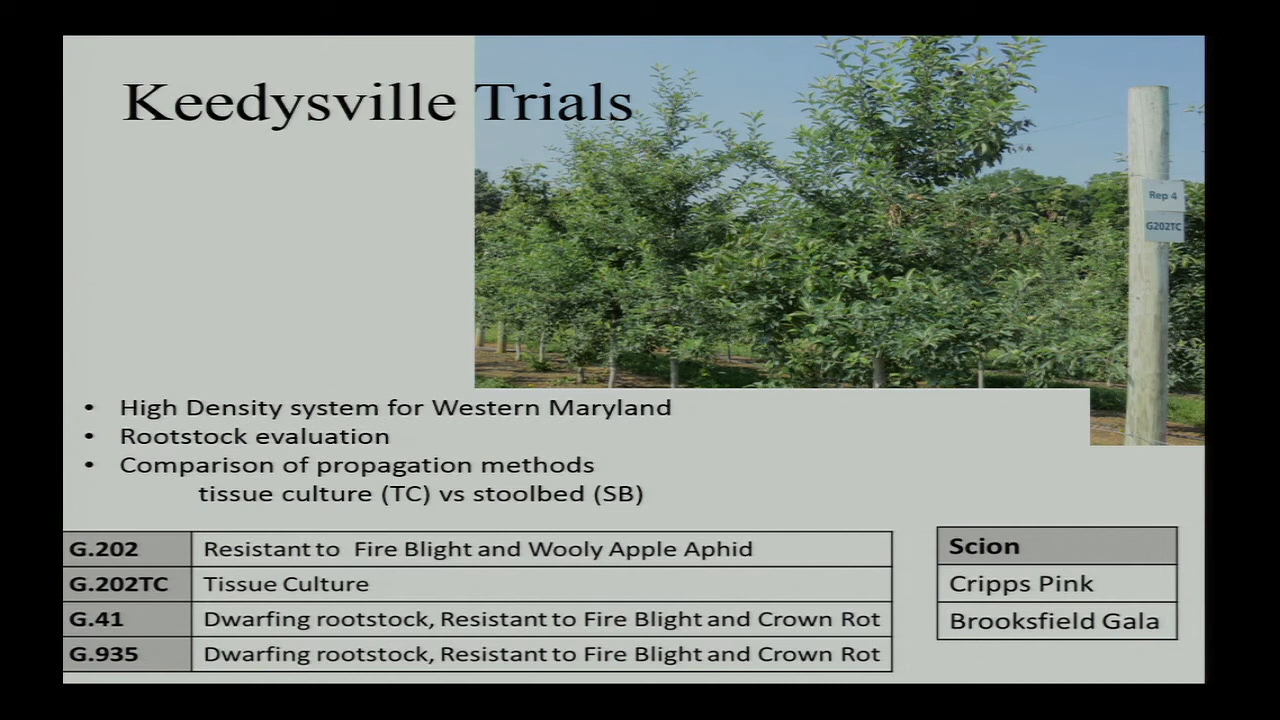 Keedysville Trials
Rep 4
G202TC
• High Density system for Western Maryland
• Rootstock evaluation
• Comparison of propagation methods
tissue culture (TC) vs stoolbed (SB)
G.202 Resistant to Fire Blight and Wooly Apple Aphid
G.202TC Tissue Culture
G.41 Dwarfing rootstock, Resistant to Fire Blight and Crown Rot
G.935 Dwarfing rootstock, Resistant to Fire Blight and Crown Rot
Scion
Cripps Pink
Brooksfield Gala